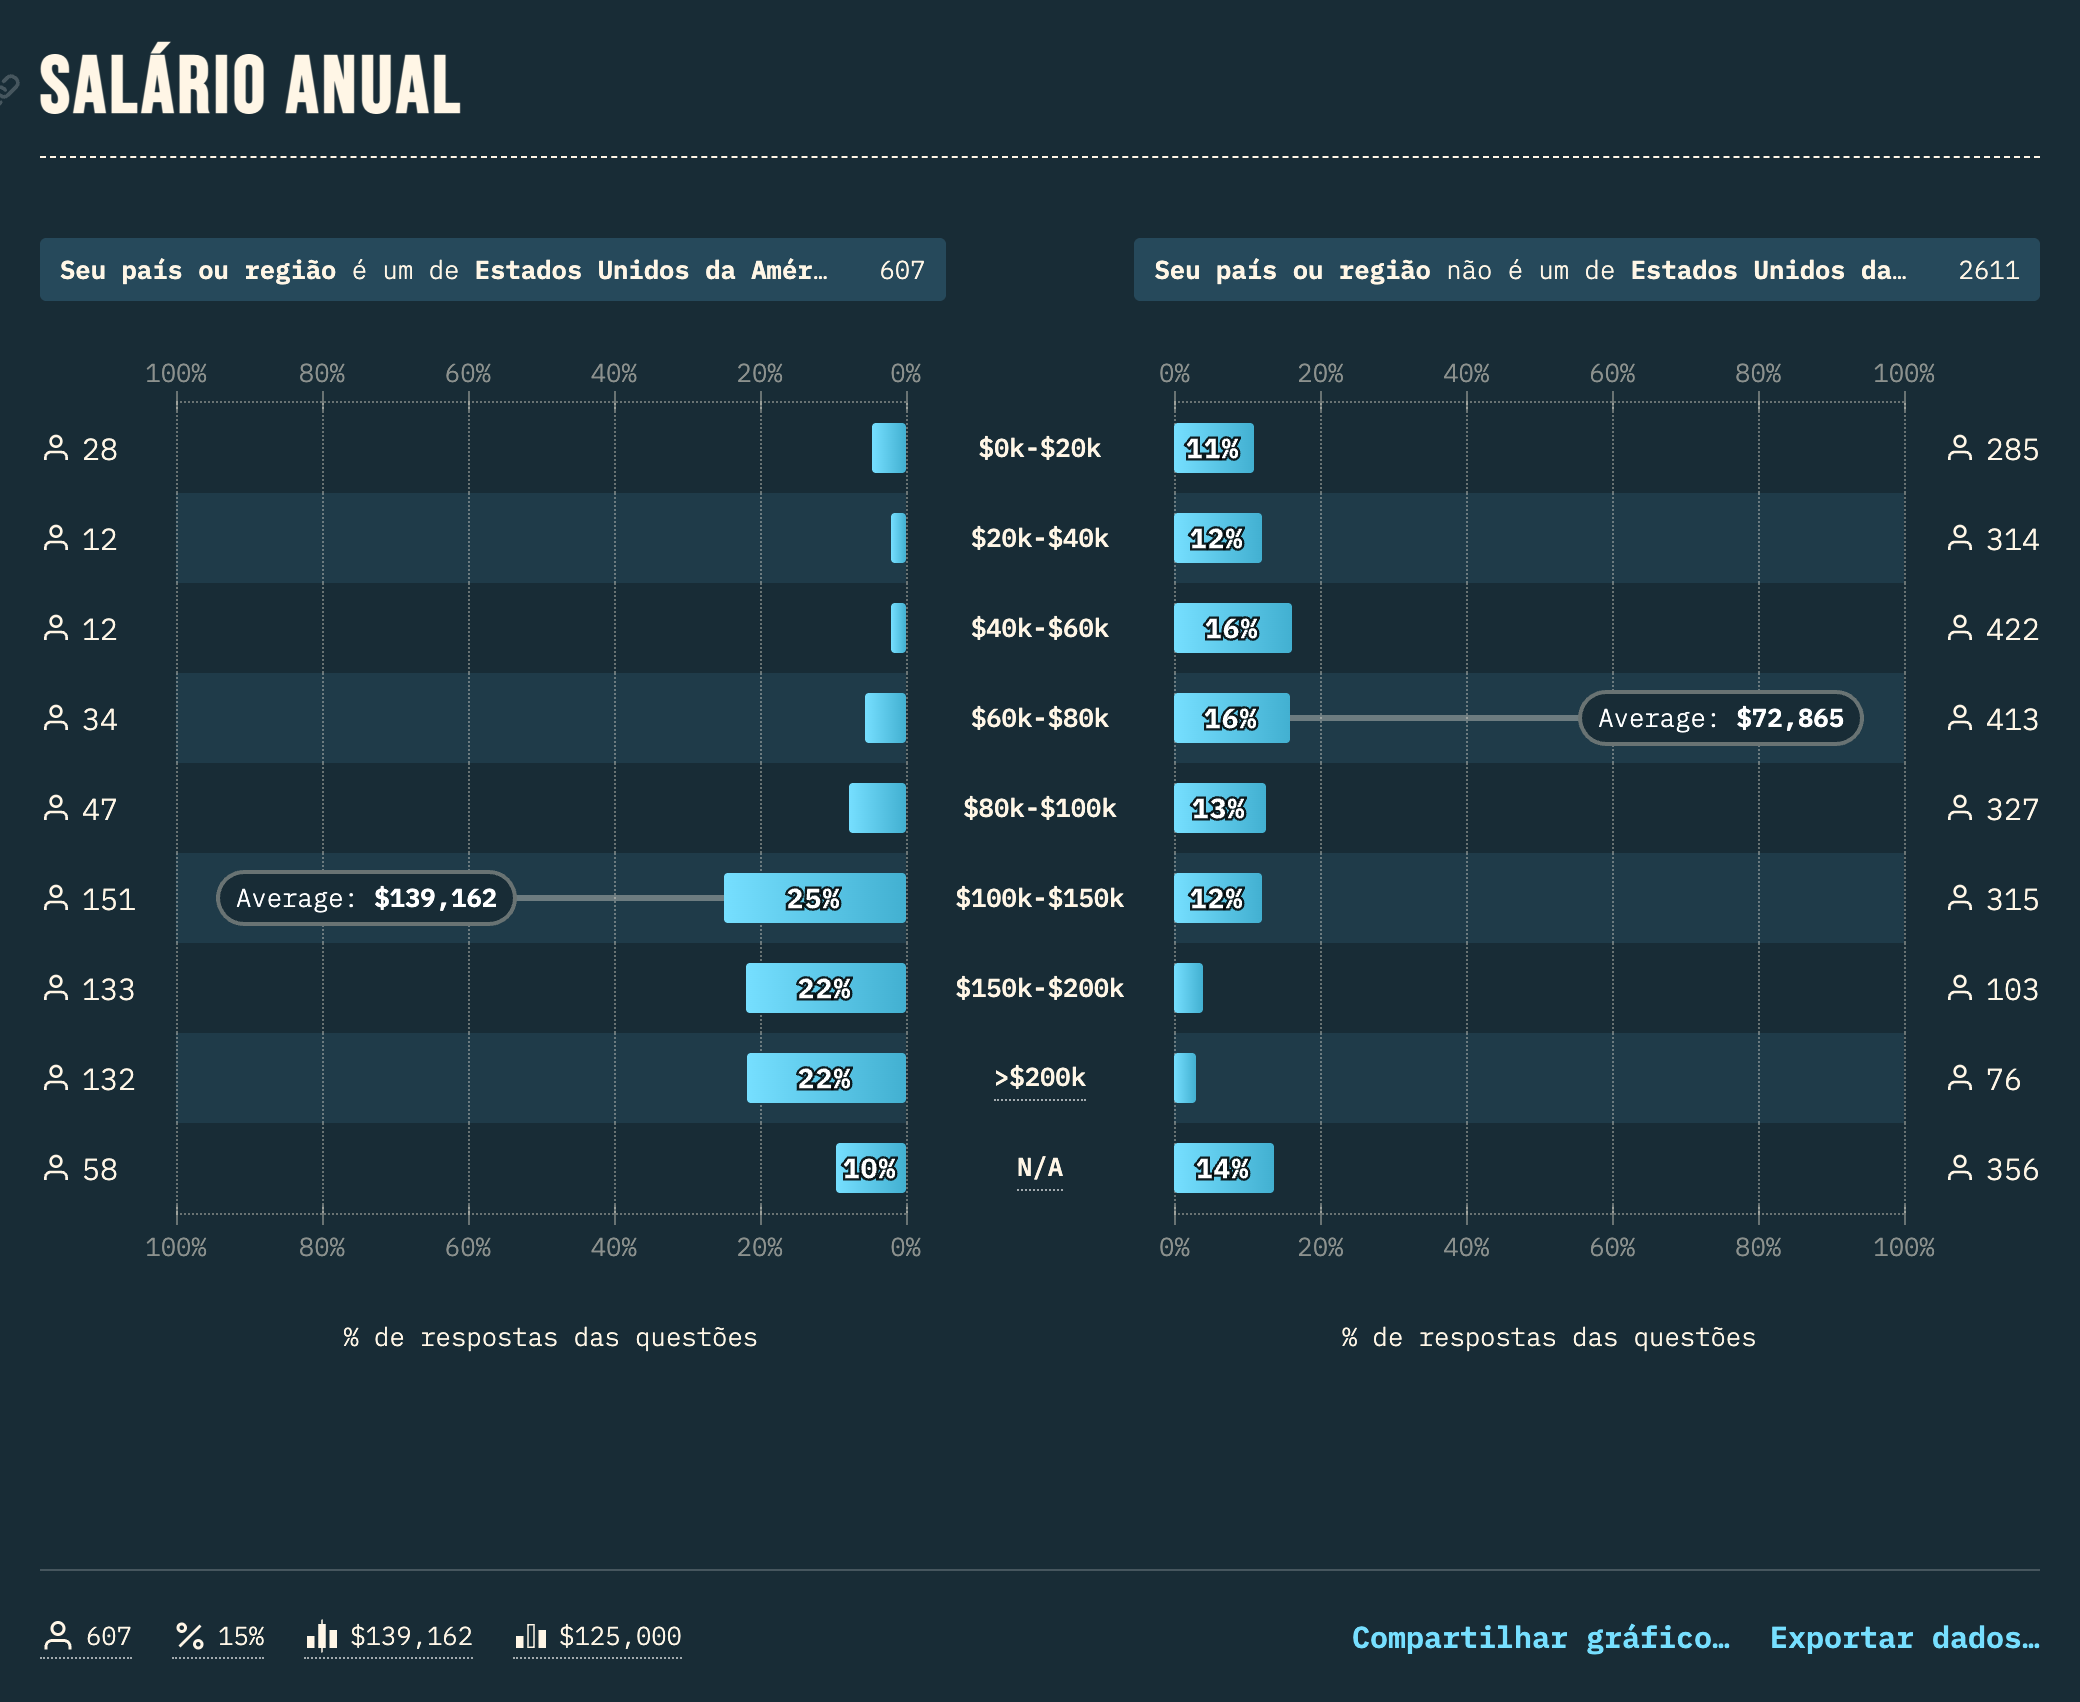 SALÁRIO ANUAL
Seu país ou região é um de Estados Unidos da Amér… 607
Seu país ou região não é um de Estados Unidos da… 2611
100% 80% 60% 40% 20% 0%
0% 20% 40% 60% 80% 100%
28 $0k-$20k 11% 285
12 $20k-$40k 12% 314
12 $40k-$60k 16% 422
34 $60k-$80k 16% Average: $72,865 413
47 $80k-$100k 13% 327
151 Average: $139,162 25% $100k-$150k 12% 315
133 22% $150k-$200k 103
132 22% >$200k 76
58 10% N/A 14% 356
100% 80% 60% 40% 20% 0%
0% 20% 40% 60% 80% 100%
% de respostas das questões
% de respostas das questões
607 15% $139,162 $125,000
Compartilhar gráfico… Exportar dados…